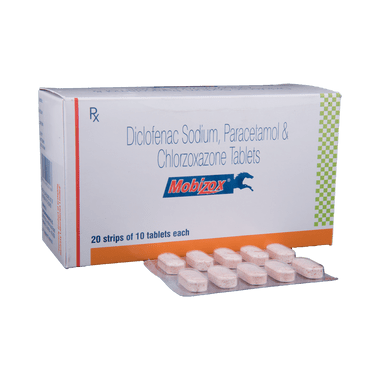 Rx
Diclofenac Sodium, Paracetamol &
Chlorzoxazone Tablets
Mobizox
20 strips of 10 tablets each